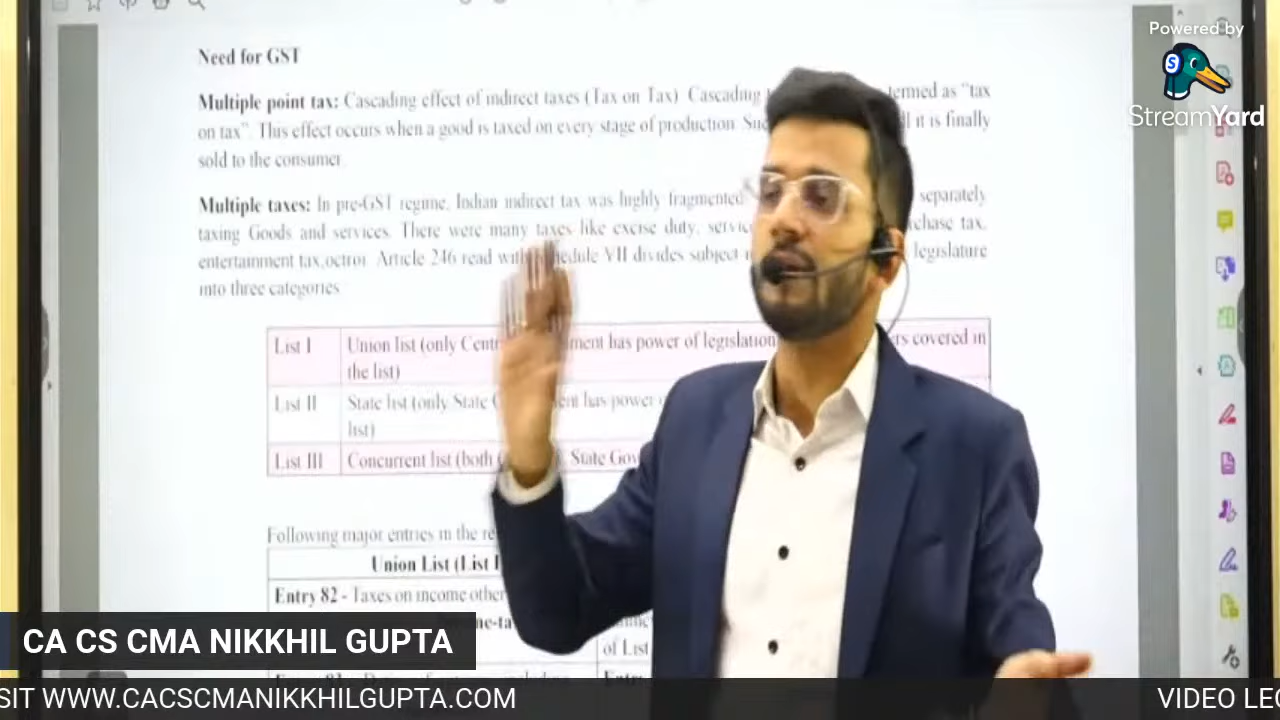 Need for GST
Multiple point tax: Cascading effect of indirect taxes (Tax on Tax) Cascading termed as "tax
on tax". This effect occurs when a good is taxed on every stage of production it is finally
sold to the consumer
Multiple taxes: In pre-GST regime, Indian indirect tax was highly fragmented separately
taxing Goods and services. There were many taxes like excise duty, tax,
entertainment tax,octroi Article 246 read VII divides subject legislature
into three categories
List I Union list (only ment has power of legislation covered in
the list)
List II State list (only State has power
list)
List III Concurrent list (both State
Following major entries in the
Union List (List I
Entry 82 - Taxes on income other
of List
Powered by
S
StreamYard
CA CS CMA NIKKHIL GUPTA
SIT WWW.CACSCMANIKKHILGUPTA.COM
VIDEO LEC